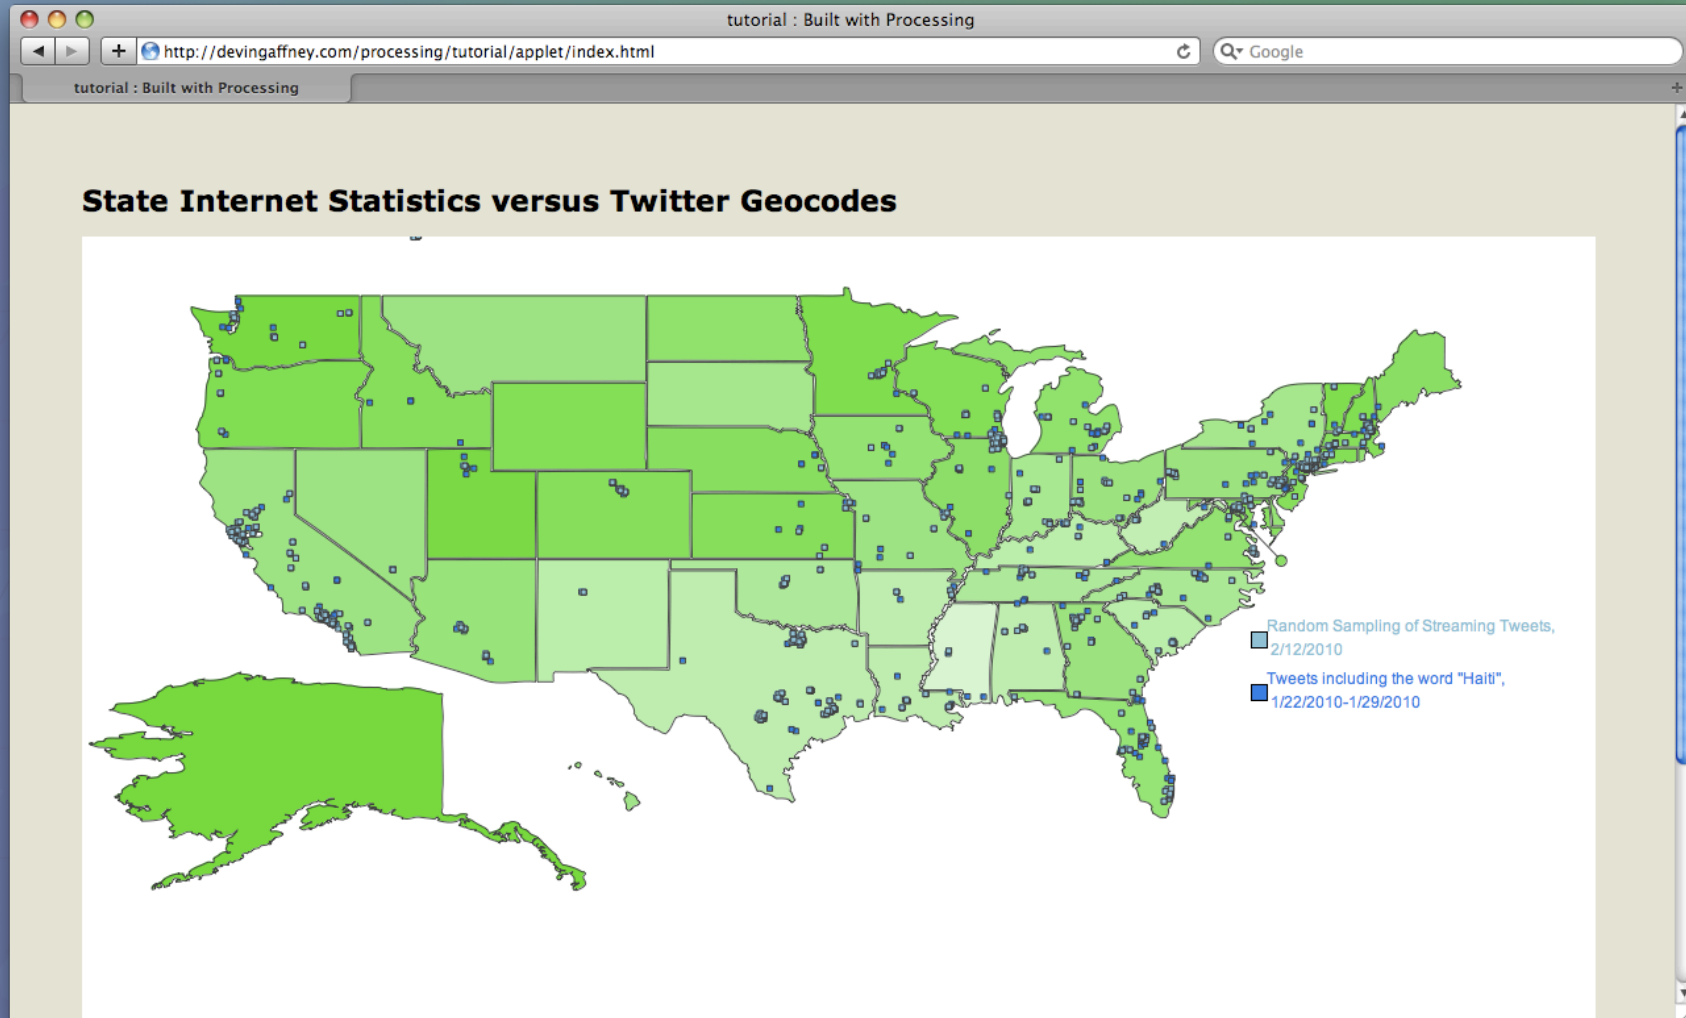 tutorial : Built with Processing
http://devingaffney.com/processing/tutorial/applet/index.html
Google
tutorial : Built with Processing
State Internet Statistics versus Twitter Geocodes
Random Sampling of Streaming Tweets,
2/12/2010
Tweets including the word "Haiti",
1/22/2010-1/29/2010